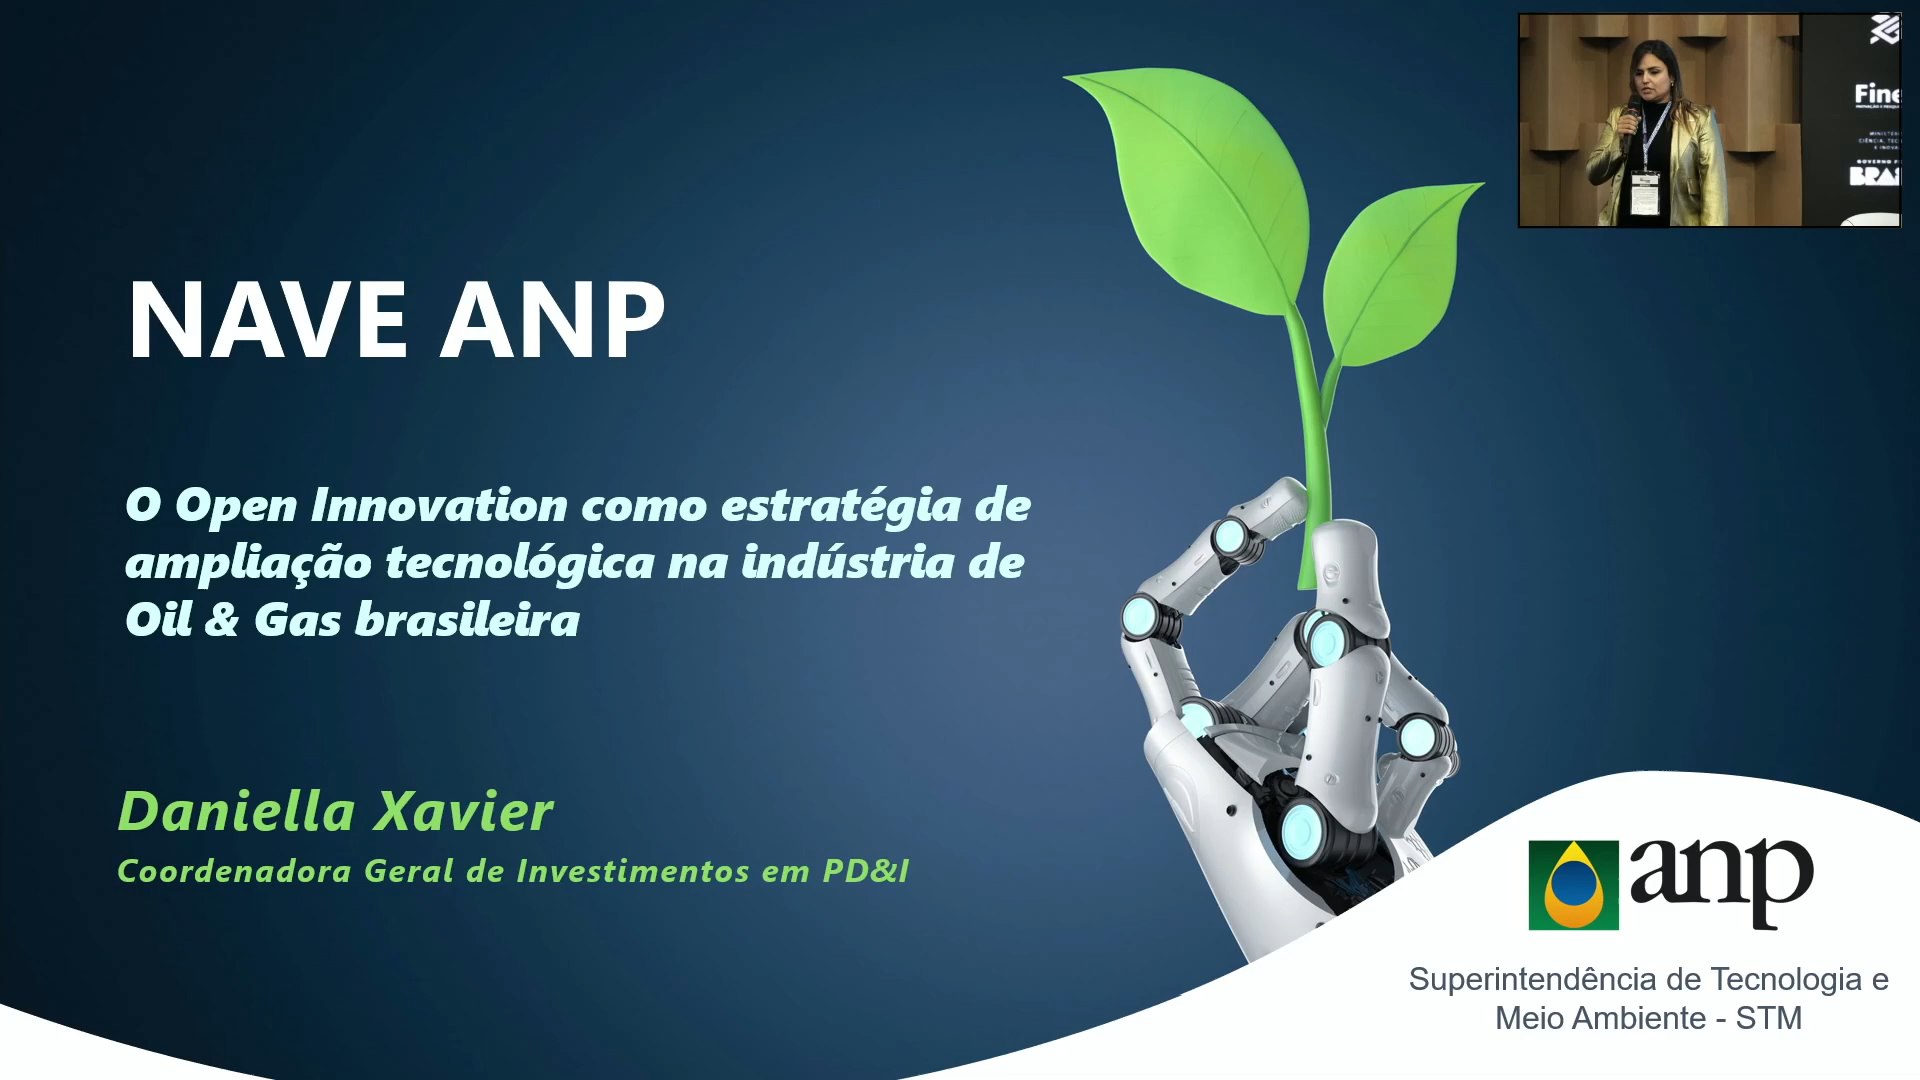 NAVE ANP
O Open Innovation como estratégia de
ampliação tecnológica na indústria de
Oil & Gas brasileira
Daniella Xavier
Coordenadora Geral de Investimentos em PD&I
anp
Superintendência de Tecnologia e
Meio Ambiente - STM